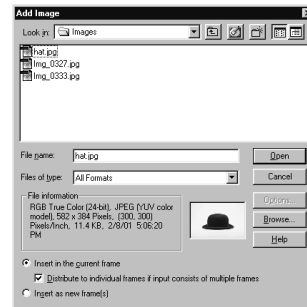 Add Image
Look in: Images
hat.jpg
Img_0327.jpg
Img_0333.jpg
File name: hat.jpg Open
Files of type: All Formats Cancel
File information
RGB True Color (24-bit), JPEG (YUV color
model), 582 x 384 Pixels, (300, 300)
Pixels/Inch, 11.4 KB, 2/8/01 5:06:20
PM
Options...
Browse...
Help
Insert in the current frame
Distribute to individual frames if input consists of multiple frames
Insert as new frame(s)